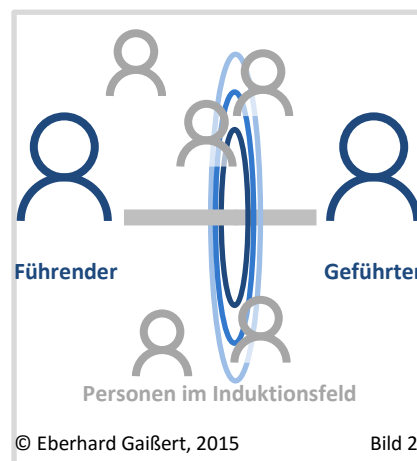 Führender Geführter
Personen im Induktionsfeld
© Eberhard Gaißert, 2015 Bild 2